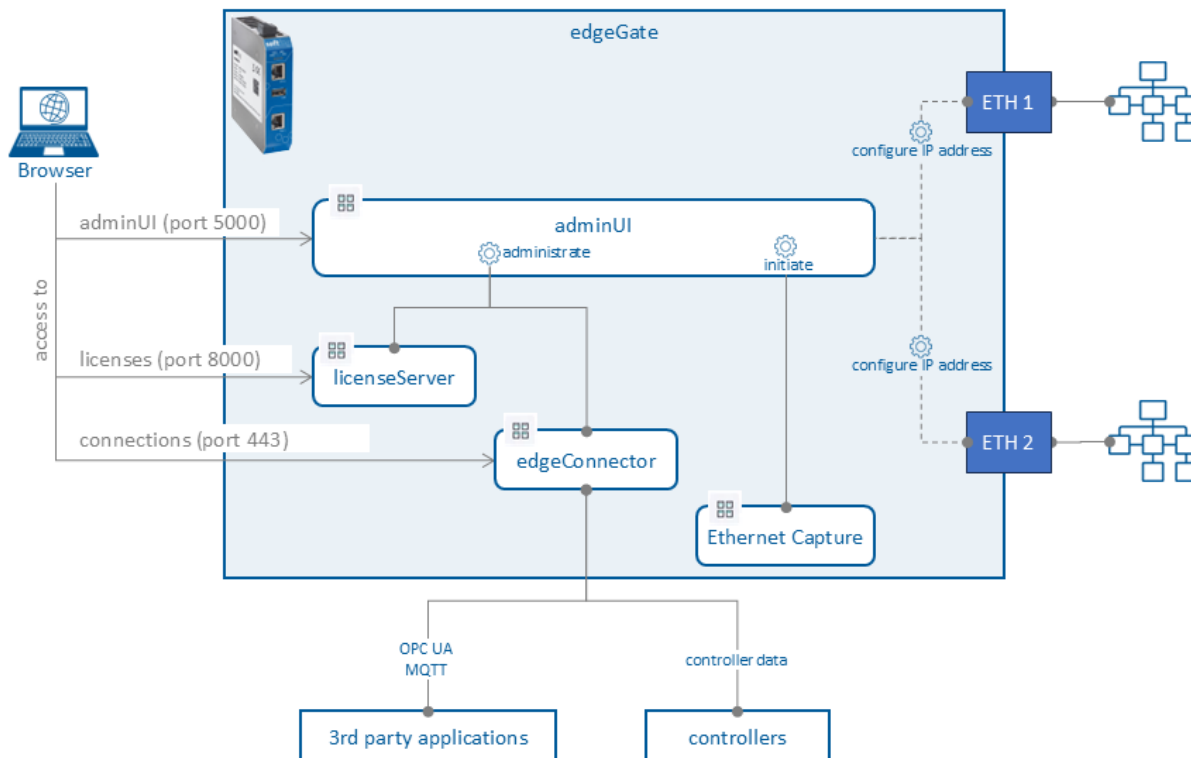 edgeGate
ETH 1
configure IP address
Browser
adminUI (port 5000)
adminUI
administrate
initiate
access to
licenses (port 8000)
licenseServer
configure IP address
connections (port 443)
edgeConnector
ETH 2
Ethernet Capture
OPC UA
MQTT
controller data
3rd party applications
controllers